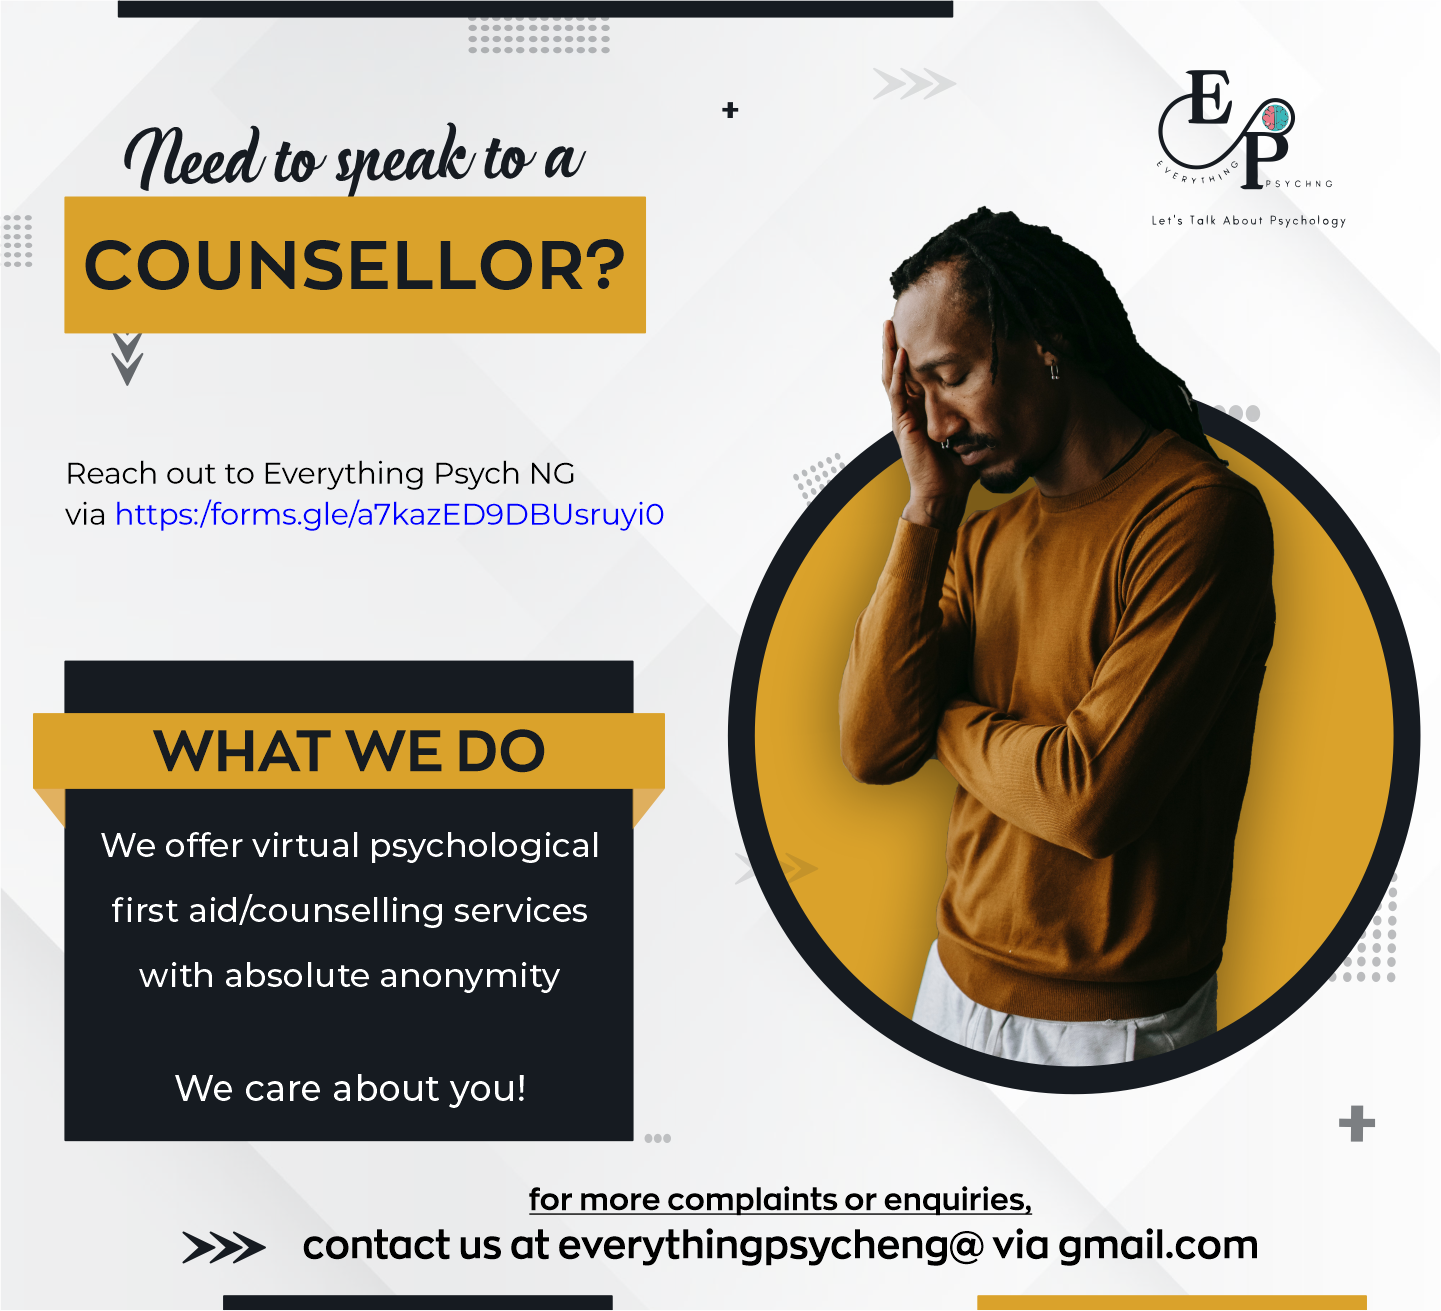 Need to speak to a
COUNSELLOR?
E
P
EVERYTHING
PSYCHNG
Let's Talk About Psychology
Reach out to Everything Psych NG
via https:/forms.gle/a7kazED9DBUsruyi0
WHAT WE DO
We offer virtual psychological
first aid/counselling services
with absolute anonymity
We care about you!
for more complaints or enquiries,
contact us at everythingpsycheng@ via gmail.com